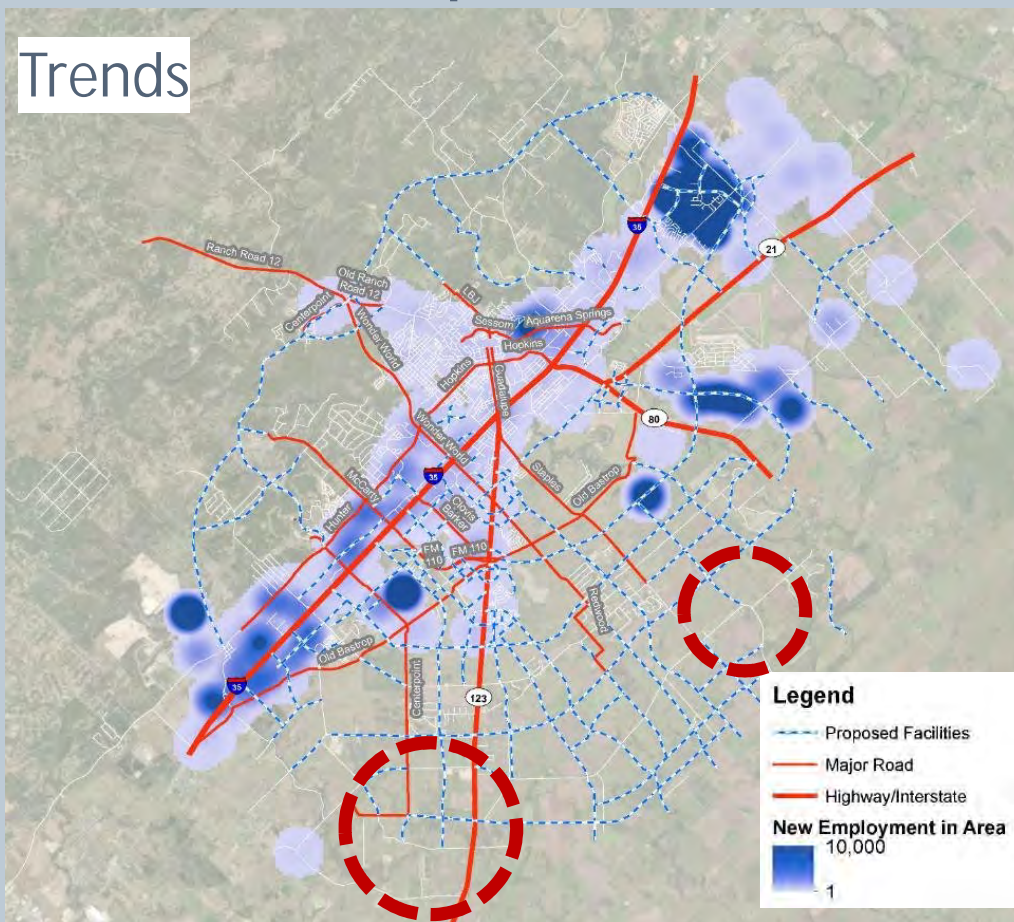 Trends
35
21
Ranch Road 12
Old Ranch
Road 12
Centerpoint
LBJ
Sessom
Aquarena Springs
Hopkins
Wonder World
Hopkins
Guadalupe
80
Wonder World
35
McCarty
Hunter
Staples
Old Bastrop
Clovis
Barker
FM
110
FM 110
Redwood
Old Bastrop
35
Centerpoint
123
Legend
Proposed Facilities
Major Road
Highway/Interstate
New Employment in Area
10,000
1